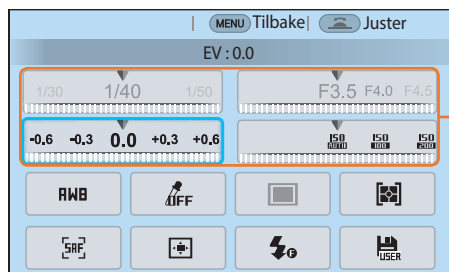 MENU Tilbake Juster
EV : 0.0
1/30 1/40 1/50 F3.5 F4.0 F4.5
-0.6 -0.3 0.0 +0.3 +0.6 ISO AUTO ISO 100 ISO 200
AWB OFF
SAF F USER